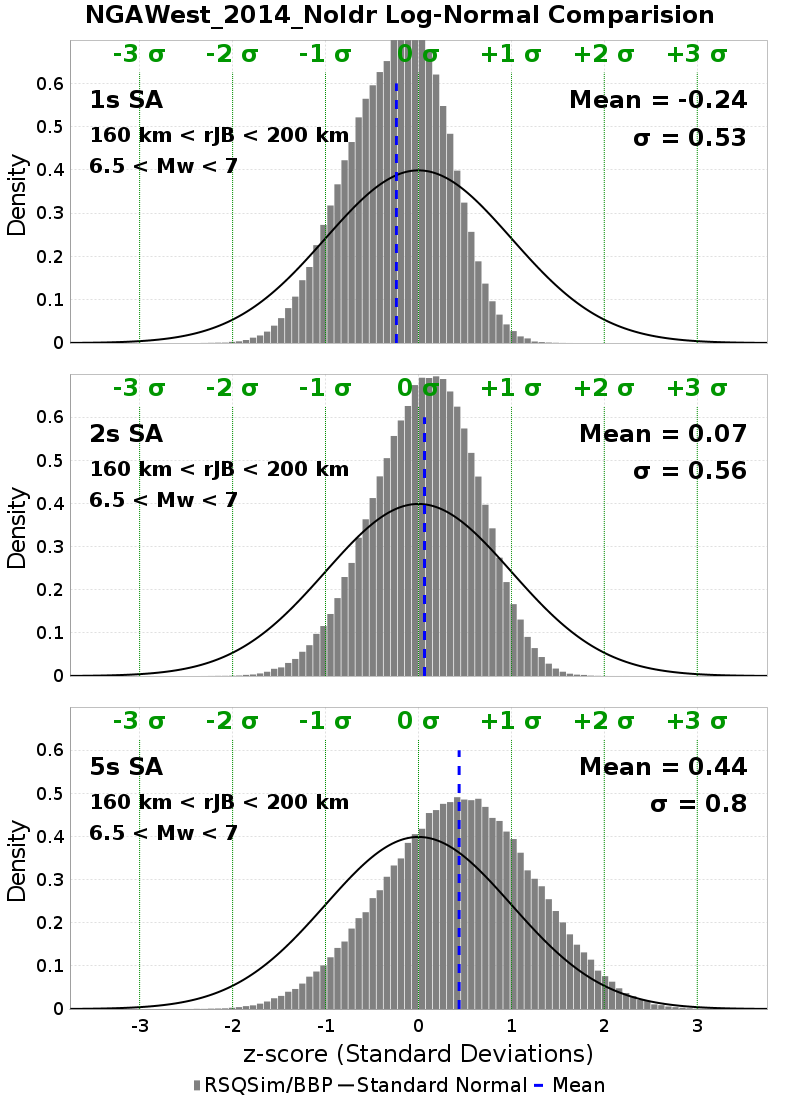 NGAWest_2014_NoIdr Log-Normal Comparision
-3 σ -2 σ -1 σ 0 σ +1 σ +2 σ +3 σ
1s SA
Mean = -0.24
160 km < rJB < 200 km
σ = 0.53
6.5 < Mw < 7
Density
0.6
0.5
0.4
0.3
0.2
0.1
0
-3 σ -2 σ -1 σ 0 σ +1 σ +2 σ +3 σ
2s SA
Mean = 0.07
160 km < rJB < 200 km
σ = 0.56
6.5 < Mw < 7
Density
0.6
0.5
0.4
0.3
0.2
0.1
0
-3 σ -2 σ -1 σ 0 σ +1 σ +2 σ +3 σ
5s SA
Mean = 0.44
160 km < rJB < 200 km
σ = 0.8
6.5 < Mw < 7
Density
0.6
0.5
0.4
0.3
0.2
0.1
0
-3 -2 -1 0 1 2 3
z-score (Standard Deviations)
RSQSim/BBP Standard Normal Mean